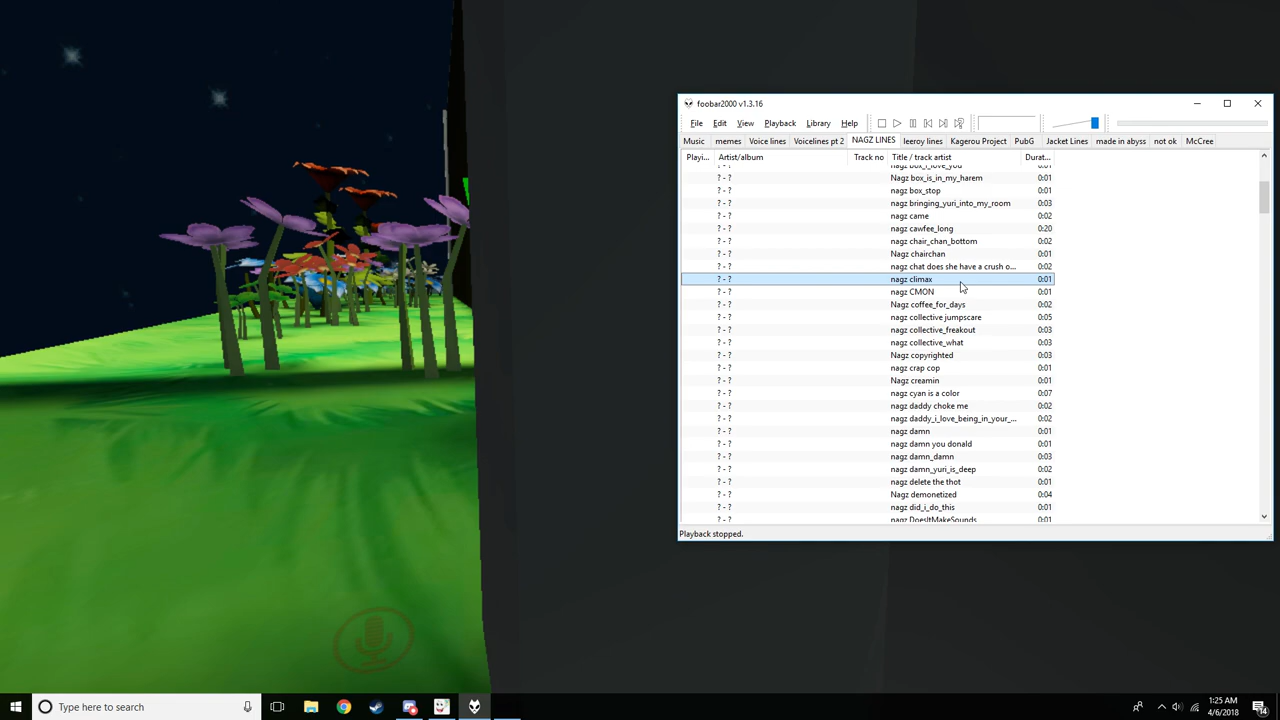 foobar2000 v1.3.16
File Edit View Playback Library Help
Music memes Voice lines Voicelines pt 2 NAGZ LINES leeroy lines Kagerou Project PubG Jacket Lines made in abyss not ok McCree
Playi... Artist/album Track no Title / track artist Durat...
? - ? nagz box_i_love_you 0:01
? - ? Nagz box_is_in_my_harem 0:01
? - ? nagz box_stop 0:01
? - ? nagz bringing_yuri_into_my_room 0:03
? - ? nagz came 0:02
? - ? nagz cawfee_long 0:20
? - ? nagz chair_chan_bottom 0:02
? - ? Nagz chairchan 0:01
? - ? nagz chat does she have a crush o... 0:02
? - ? nagz climax 0:01
? - ? nagz CMON 0:01
? - ? Nagz coffee_for_days 0:02
? - ? nagz collective jumpscare 0:05
? - ? nagz collective_freakout 0:03
? - ? nagz collective_what 0:03
? - ? Nagz copyrighted 0:03
? - ? nagz crap cop 0:01
? - ? Nagz creamin 0:01
? - ? nagz cyan is a color 0:07
? - ? nagz daddy choke me 0:02
? - ? nagz daddy_i_love_being_in_your_... 0:02
? - ? nagz damn 0:01
? - ? nagz damn you donald 0:01
? - ? nagz damn_damn 0:03
? - ? nagz damn_yuri_is_deep 0:02
? - ? nagz delete the thot 0:01
? - ? Nagz demonetized 0:04
? - ? nagz did_i_do_this 0:01
? - ? nagz DoesItMakeSounds 0:01
Playback stopped.
Type here to search
1:25 AM
4/6/2018
14